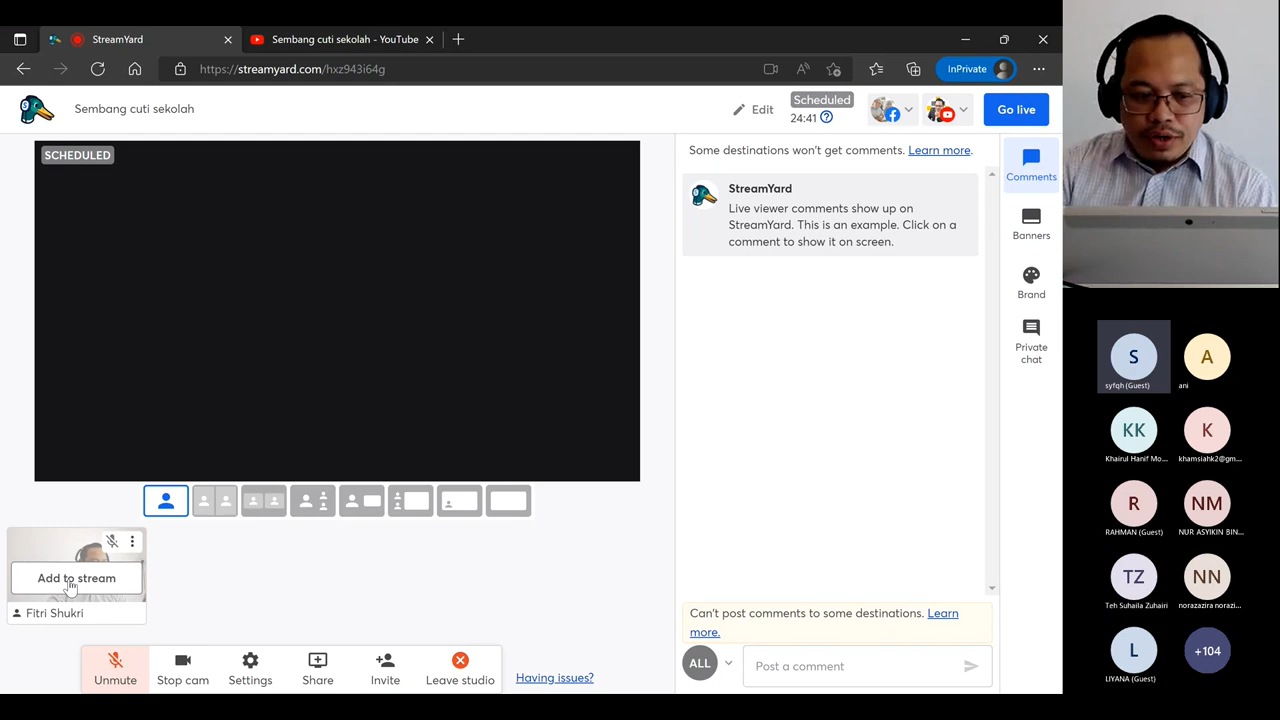 StreamYard
Sembang cuti sekolah - YouTube
https://streamyard.com/hxz943i64g
InPrivate
Sembang cuti sekolah
Edit
Scheduled
24:41
Go live
SCHEDULED
Some destinations won't get comments. Learn more.
StreamYard
Live viewer comments show up on
StreamYard. This is an example. Click on a
comment to show it on screen.
Comments
Banners
Brand
Private
chat
Add to stream
Fitri Shukri
Can't post comments to some destinations. Learn
more.
ALL
Post a comment
Unmute
Stop cam
Settings
Share
Invite
Leave studio
Having issues?
S
syfqh (Guest)
A
ani
KK
Khairul Hanif Mo...
K
khamsiahk2@gm...
R
RAHMAN (Guest)
NM
NUR ASYIKIN BIN...
TZ
Teh Suhaila Zuhairi
NN
norazazira norazi...
L
LIYANA (Guest)
+104